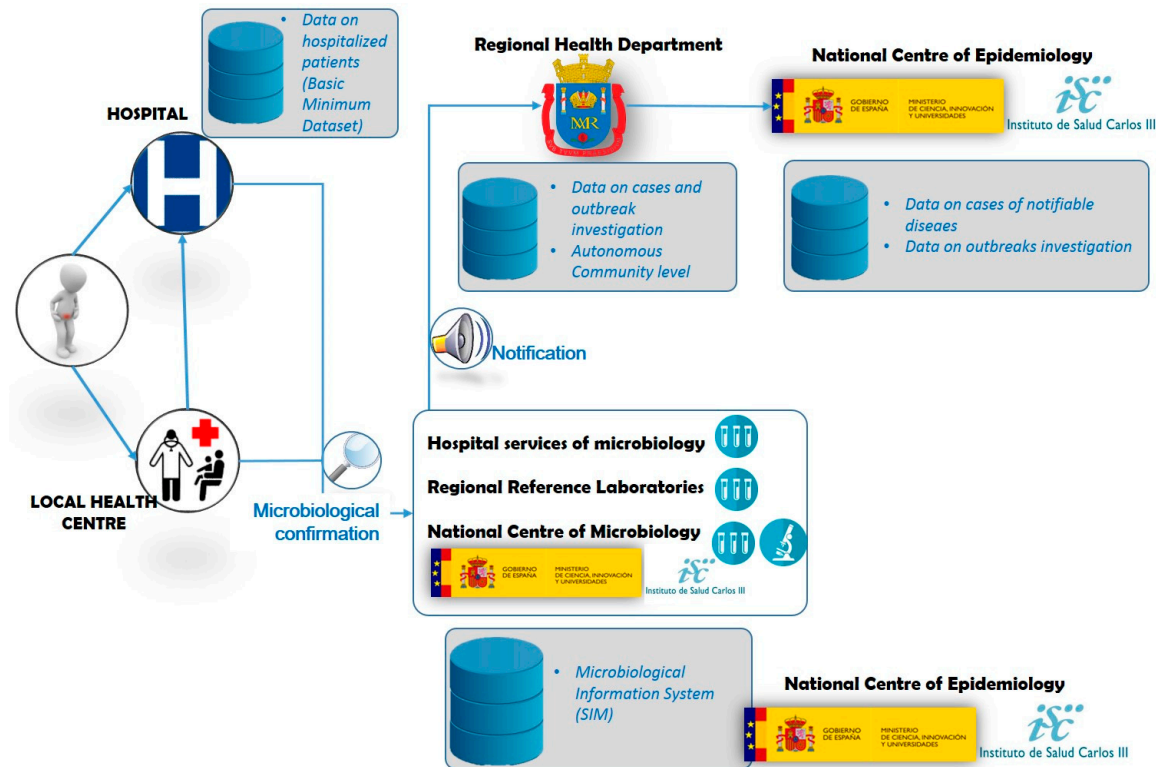 • Data on
hospitalized
patients
(Basic
Minimum
Dataset)
HOSPITAL
H
LOCAL HEALTH
CENTRE
Microbiological
confirmation
Regional Health Department
• Data on cases and
outbreak
investigation
• Autonomous
Community level
Notification
National Centre of Epidemiology
GOBIERNO
DE ESPAÑA
MINISTERIO
DE CIENCIA, INNOVACIÓN
Y UNIVERSIDADES
isc
Instituto de Salud Carlos III
• Data on cases of notifiable
diseaes
• Data on outbreaks investigation
Hospital services of microbiology
Regional Reference Laboratories
National Centre of Microbiology
GOBIERNO
DE ESPAÑA
MINISTERIO
DE CIENCIA, INNOVACIÓN
Y UNIVERSIDADES
isc
Instituto de Salud Carlos III
• Microbiological
Information System
(SIM)
National Centre of Epidemiology
GOBIERNO
DE ESPAÑA
MINISTERIO
DE CIENCIA, INNOVACIÓN
Y UNIVERSIDADES
isc
Instituto de Salud Carlos III